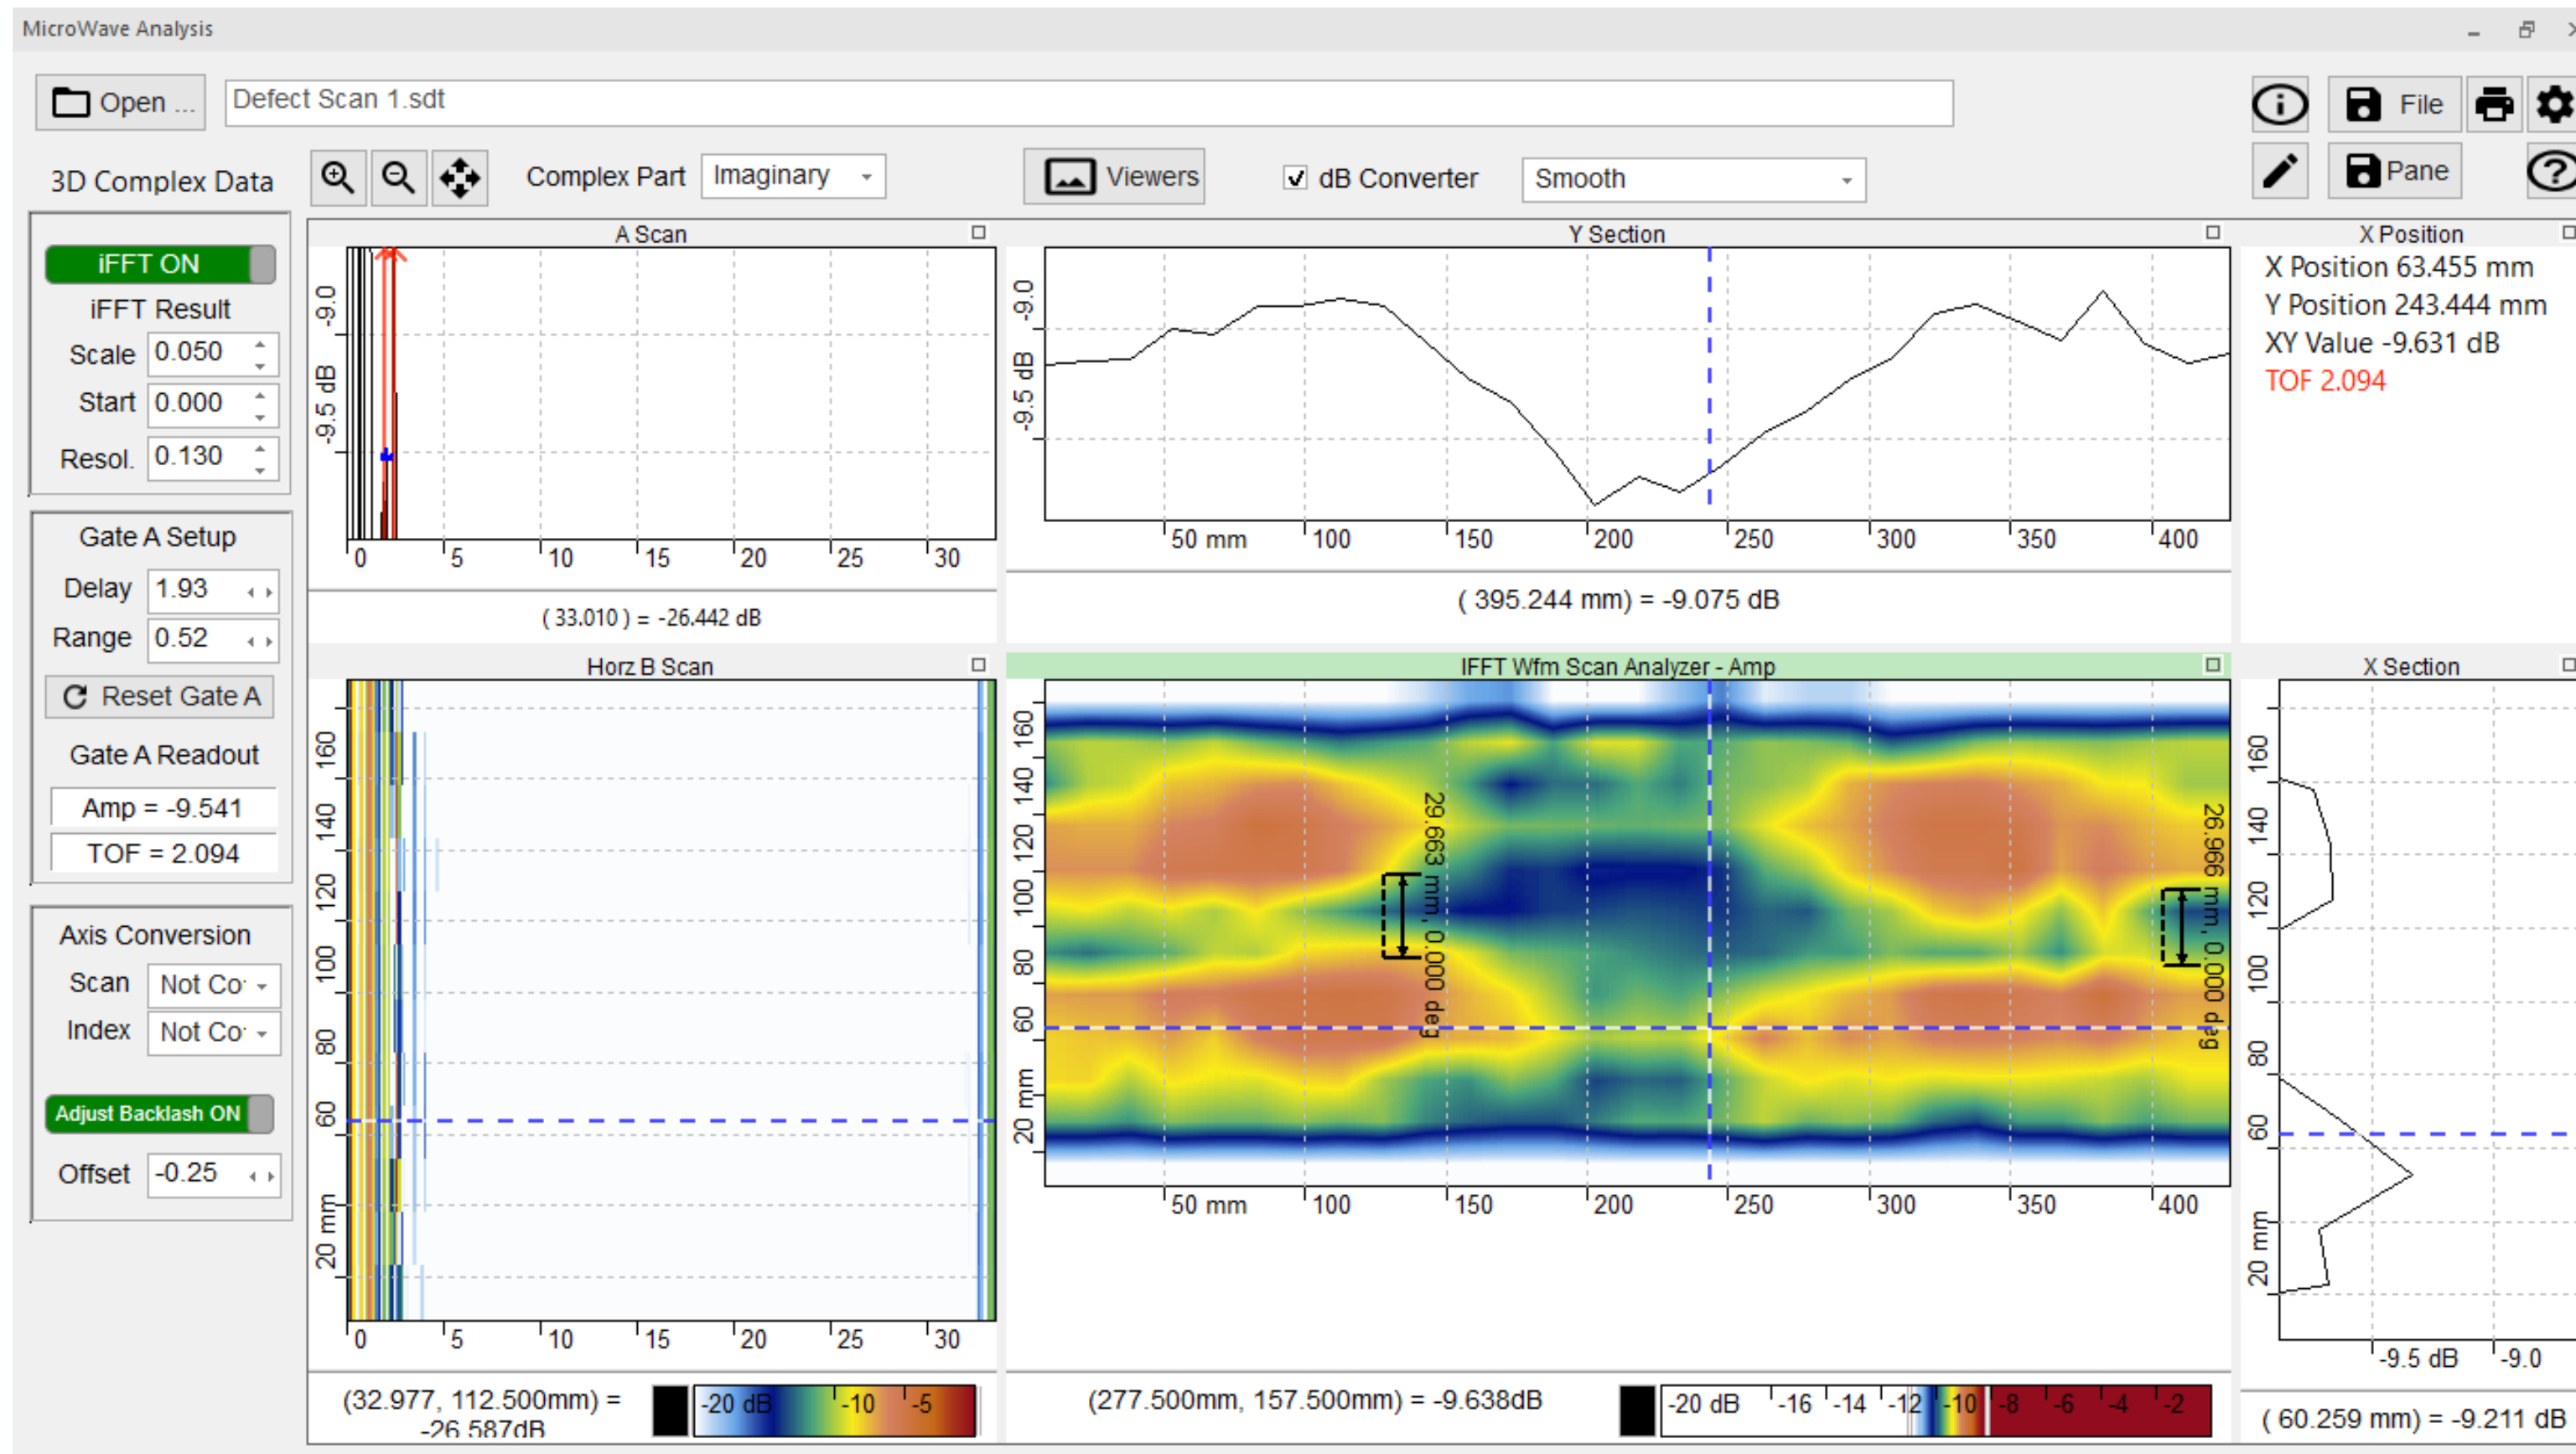 MicroWave Analysis
Open ... Defect Scan 1.sdt
File
3D Complex Data
Complex Part Imaginary
Viewers
dB Converter Smooth
Pane
iFFT ON
iFFT Result
Scale 0.050
Start 0.000
Resol. 0.130
Gate A Setup
Delay 1.93
Range 0.52
Reset Gate A
Gate A Readout
Amp = -9.541
TOF = 2.094
Axis Conversion
Scan Not Co
Index Not Co
Adjust Backlash ON
Offset -0.25
A Scan
-9.0
-9.5 dB
0 5 10 15 20 25 30
( 33.010 ) = -26.442 dB
Y Section
-9.0
-9.5 dB
50 mm 100 150 200 250 300 350 400
( 395.244 mm) = -9.075 dB
X Position
X Position 63.455 mm
Y Position 243.444 mm
XY Value -9.631 dB
TOF 2.094
Horz B Scan
160
140
120
100
80
60
20 mm
0 5 10 15 20 25 30
(32.977, 112.500mm) =
-26.587dB
-20 dB -10 -5
IFFT Wfm Scan Analyzer - Amp
160
140
120
100
80
60
20 mm
29.663 mm, 0.000 deg
26.966 mm, 0.000 deg
50 mm 100 150 200 250 300 350 400
(277.500mm, 157.500mm) = -9.638dB
-20 dB -16 -14 -12 -10 -8 -6 -4 -2
X Section
160
140
120
100
80
60
20 mm
-9.5 dB -9.0
( 60.259 mm) = -9.211 dB